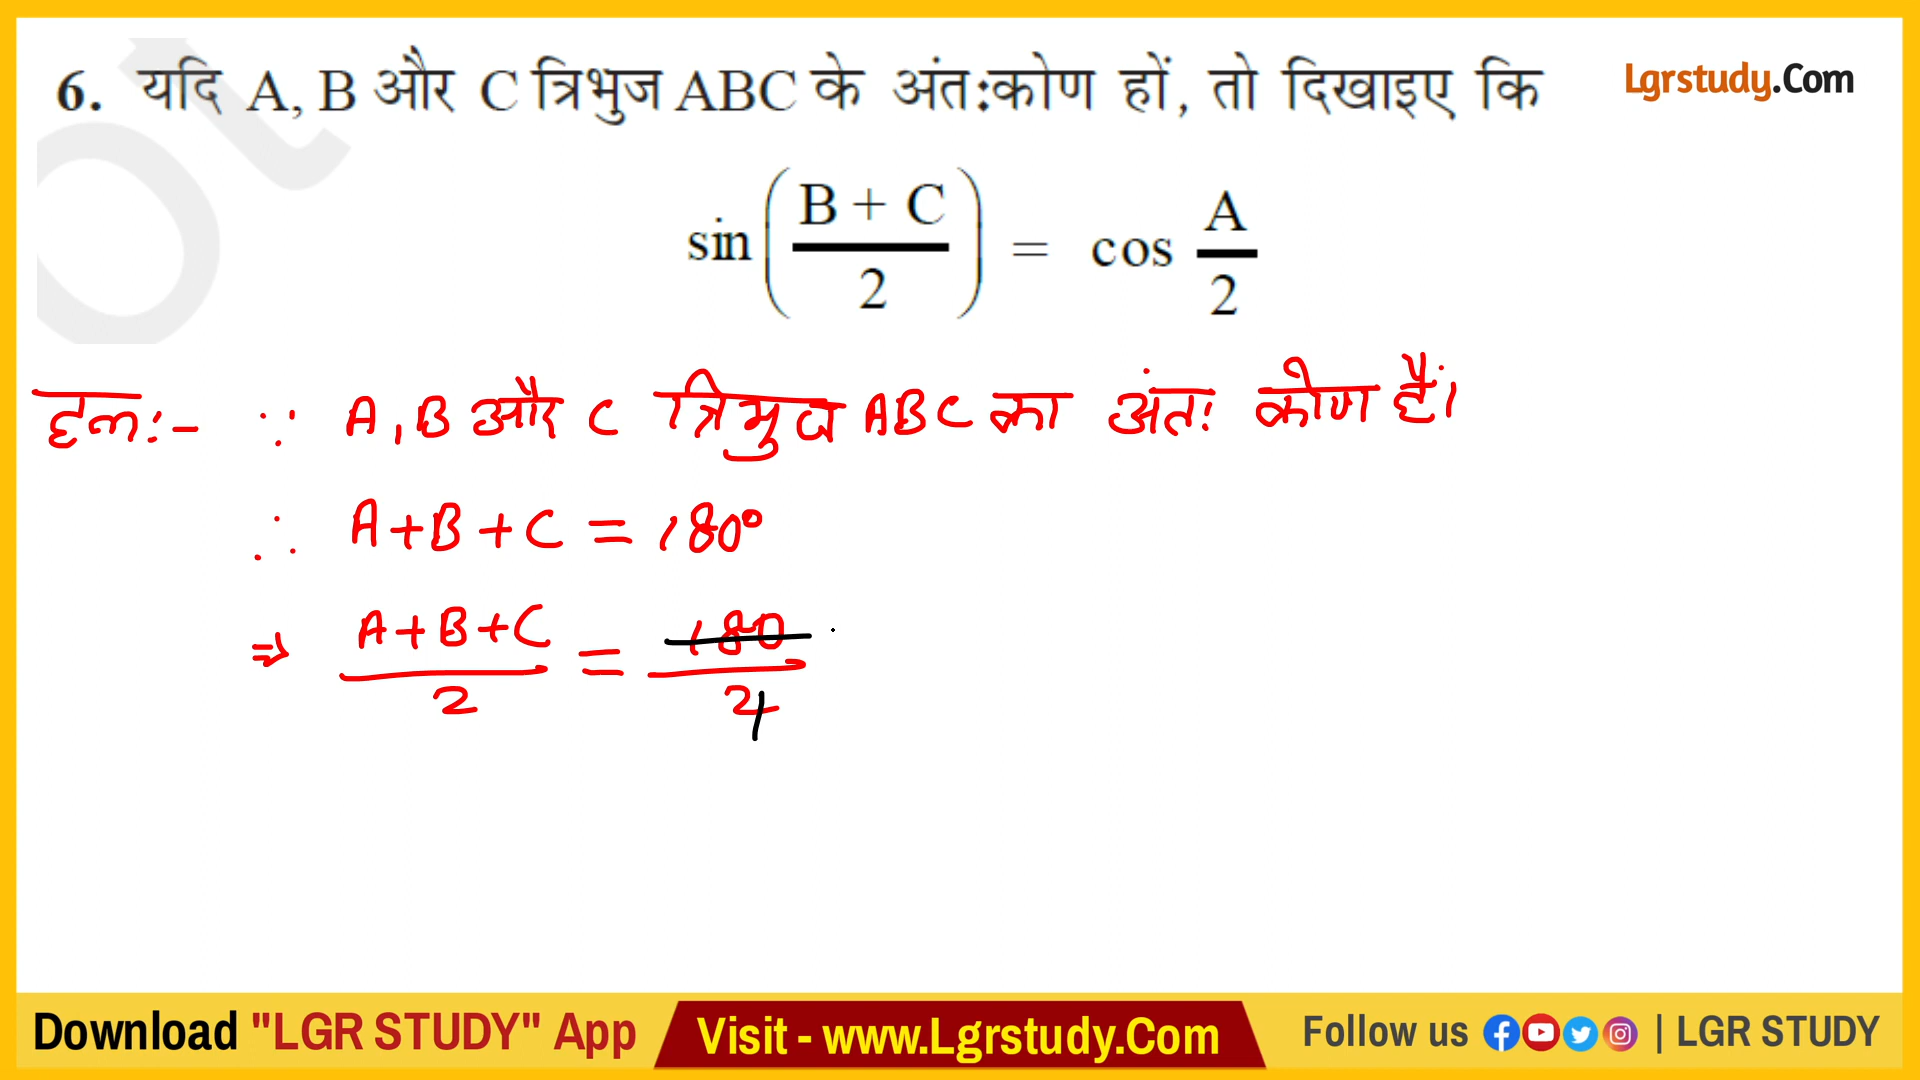 6. यदि A, B और C त्रिभुज ABC के अंत:कोण हों, तो दिखाइए कि
Lgrstudy.Com
sin(B + C / 2) = cos A / 2
हल:- ∵ A, B और C त्रिभुज ABC का अंतः कोण हैं।
∴ A+B+C = 180°
⇒ A+B+C / 2 = 180 / 2
Download "LGR STUDY" App
Visit - www.Lgrstudy.Com
Follow us | LGR STUDY